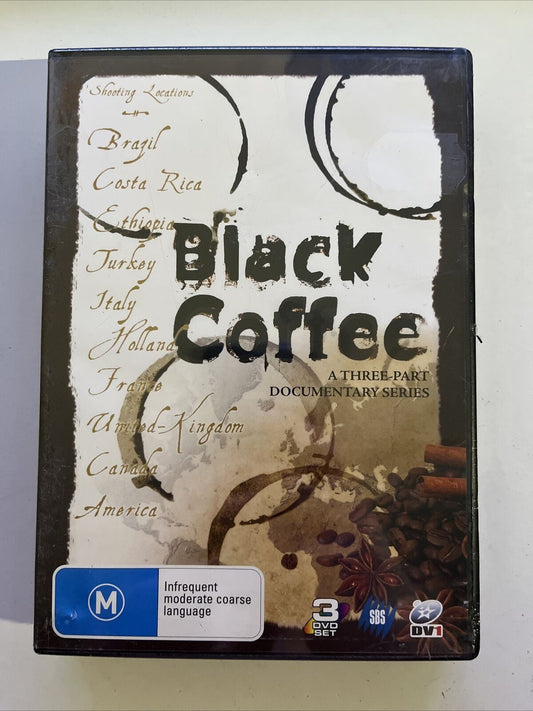 Shooting Locations
Brazil
Costa Rica
Ethiopia
Turkey
Italy
Holland
France
United-Kingdom
Canada
America
Black
Coffee
A THREE-PART
DOCUMENTARY SERIES
M
Infrequent
moderate coarse
language
3
DVD
SET
SBS
DV1